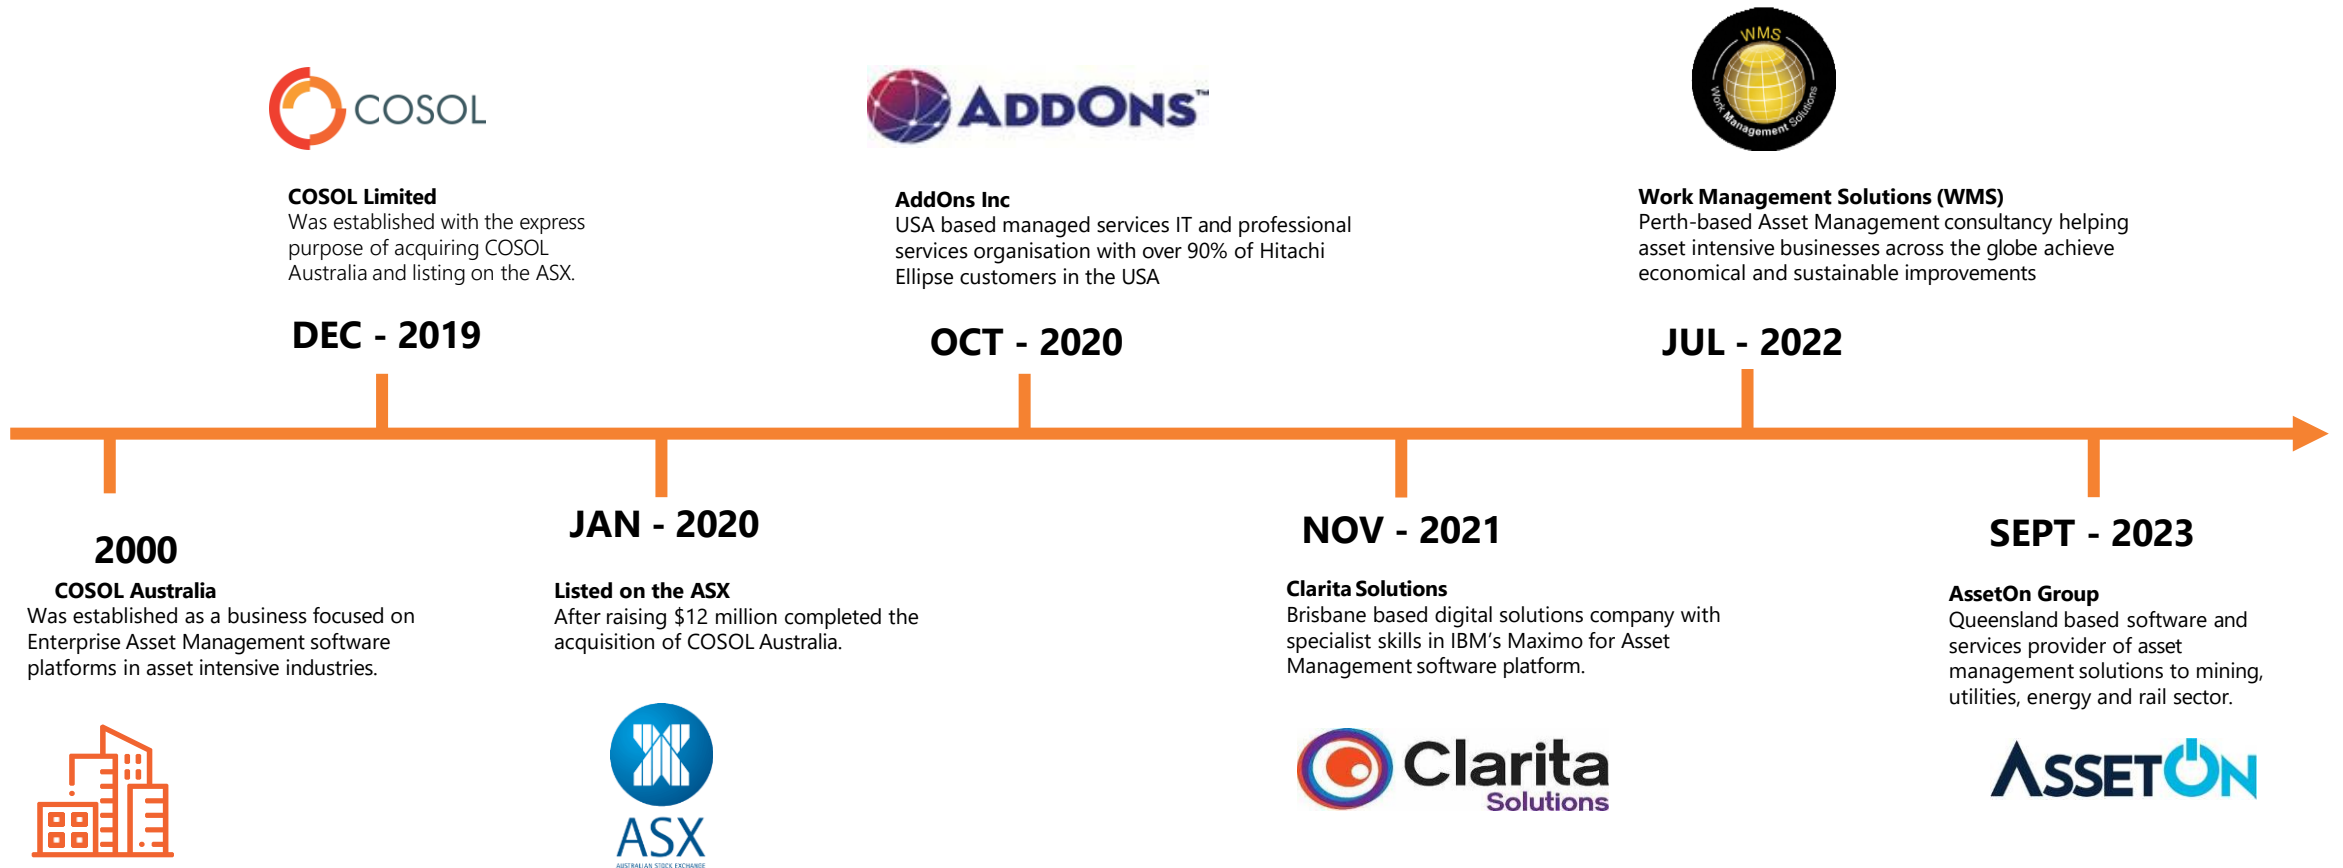 COSOL
COSOL Limited
Was established with the express
purpose of acquiring COSOL
Australia and listing on the ASX.
DEC - 2019
ADDONS™
AddOns Inc
USA based managed services IT and professional
services organisation with over 90% of Hitachi
Ellipse customers in the USA
OCT - 2020
WMS
Work Management Solutions
Work Management Solutions (WMS)
Perth-based Asset Management consultancy helping
asset intensive businesses across the globe achieve
economical and sustainable improvements
JUL - 2022
2000
COSOL Australia
Was established as a business focused on
Enterprise Asset Management software
platforms in asset intensive industries.
JAN - 2020
Listed on the ASX
After raising $12 million completed the
acquisition of COSOL Australia.
ASX
AUSTRALIAN STOCK EXCHANGE
NOV - 2021
Clarita Solutions
Brisbane based digital solutions company with
specialist skills in IBM’s Maximo for Asset
Management software platform.
Clarita
Solutions
SEPT - 2023
AssetOn Group
Queensland based software and
services provider of asset
management solutions to mining,
utilities, energy and rail sector.
ASSETON